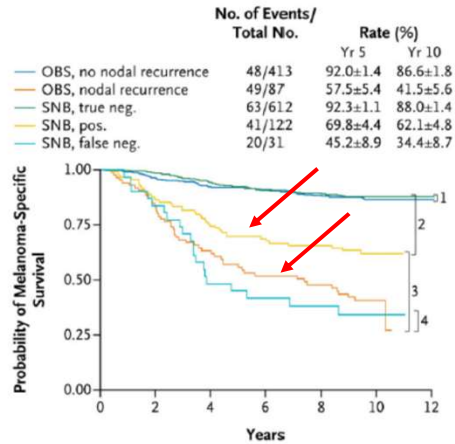 No. of Events/
Total No. Rate (%)
Yr 5 Yr 10
OBS, no nodal recurrence 48/413 92.0±1.4 86.6±1.8
OBS, nodal recurrence 49/87 57.5±5.4 41.5±5.6
SNB, true neg. 63/612 92.3±1.1 88.0±1.4
SNB, pos. 41/122 69.8±4.4 62.1±4.8
SNB, false neg. 20/31 45.2±8.9 34.4±8.7
Probability of Melanoma-Specific
Survival
1.00
0.75
0.50
0.25
0.00
1
2
3
4
0 2 4 6 8 10 12
Years